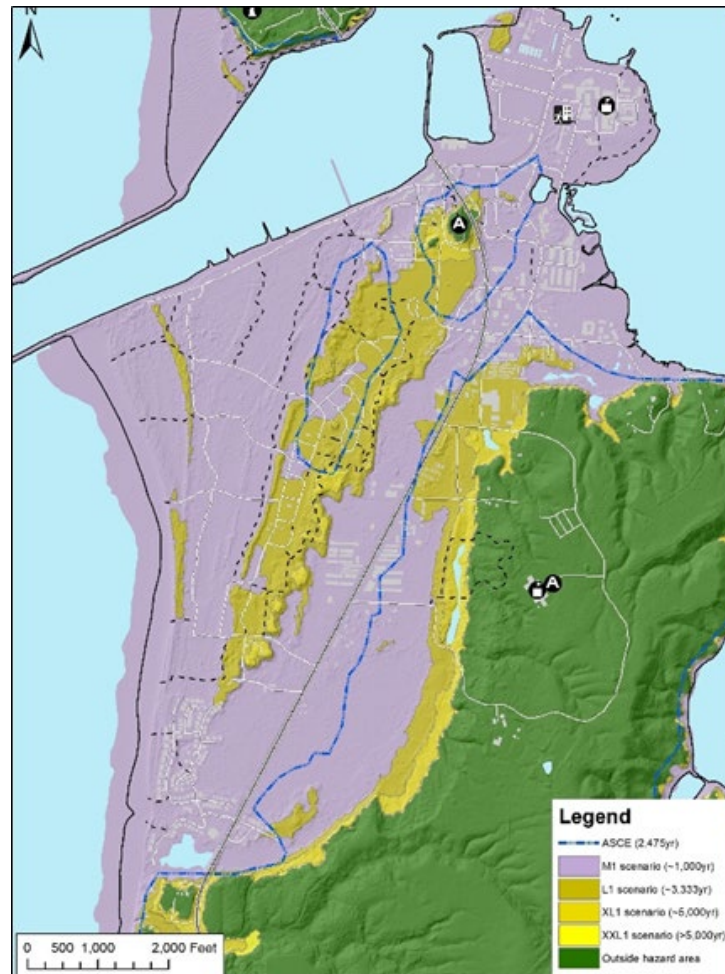 N
A
A
Legend
ASCE (2,475yr)
M1 scenario (~1,000yr)
L1 scenario (~3,333yr)
XL1 scenario (~5,000yr)
XXL1 scenario (>5,000yr)
Outside hazard area
0 500 1,000 2,000 Feet